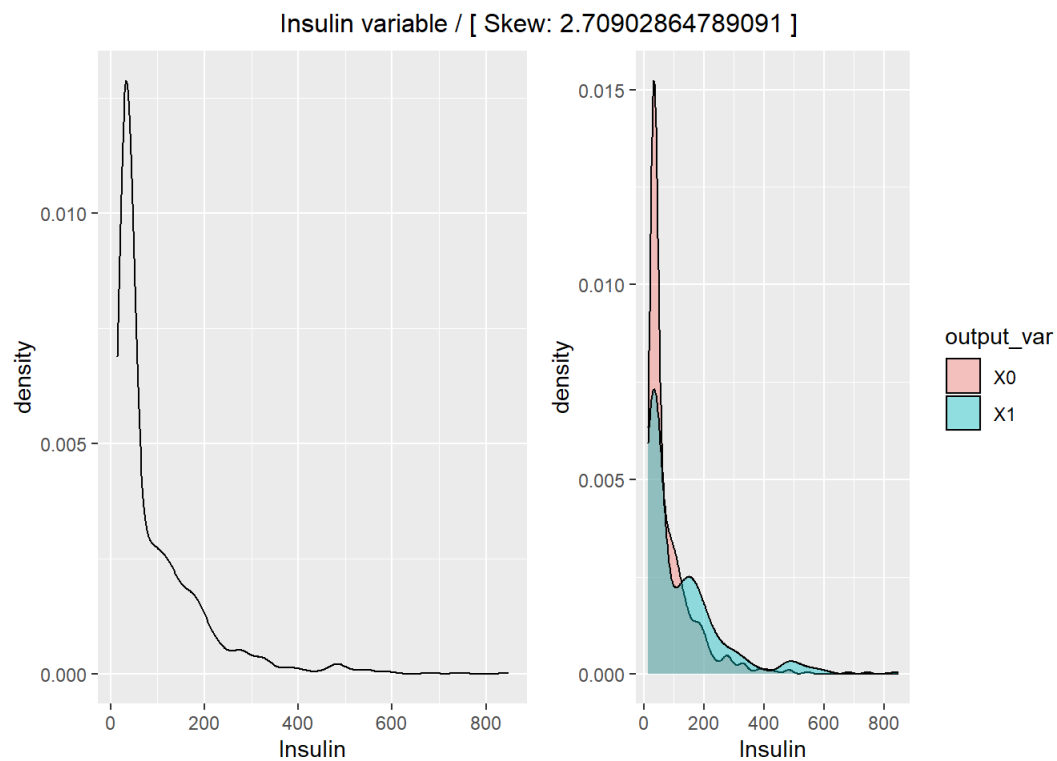 Insulin variable / [ Skew: 2.70902864789091 ]
density
0.010
0.005
0.000
0 200 400 600 800
Insulin
density
0.015
0.010
0.005
0.000
0 200 400 600 800
Insulin
output_var
X0
X1